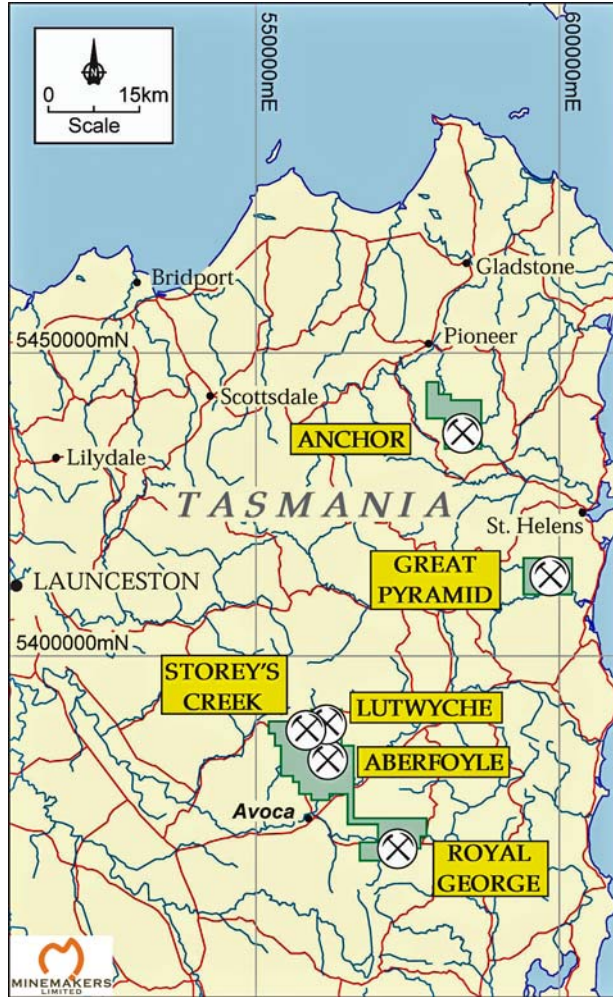 N
0 15km
Scale
550000mE
600000mE
Bridport
Gladstone
Pioneer
5450000mN
Scottsdale
ANCHOR
Lilydale
TASMANIA
St. Helens
GREAT
PYRAMID
LAUNCESTON
5400000mN
STOREY'S
CREEK
LUTWYCHE
ABERFOYLE
Avoca
ROYAL
GEORGE
MINEMAKERS
LIMITED